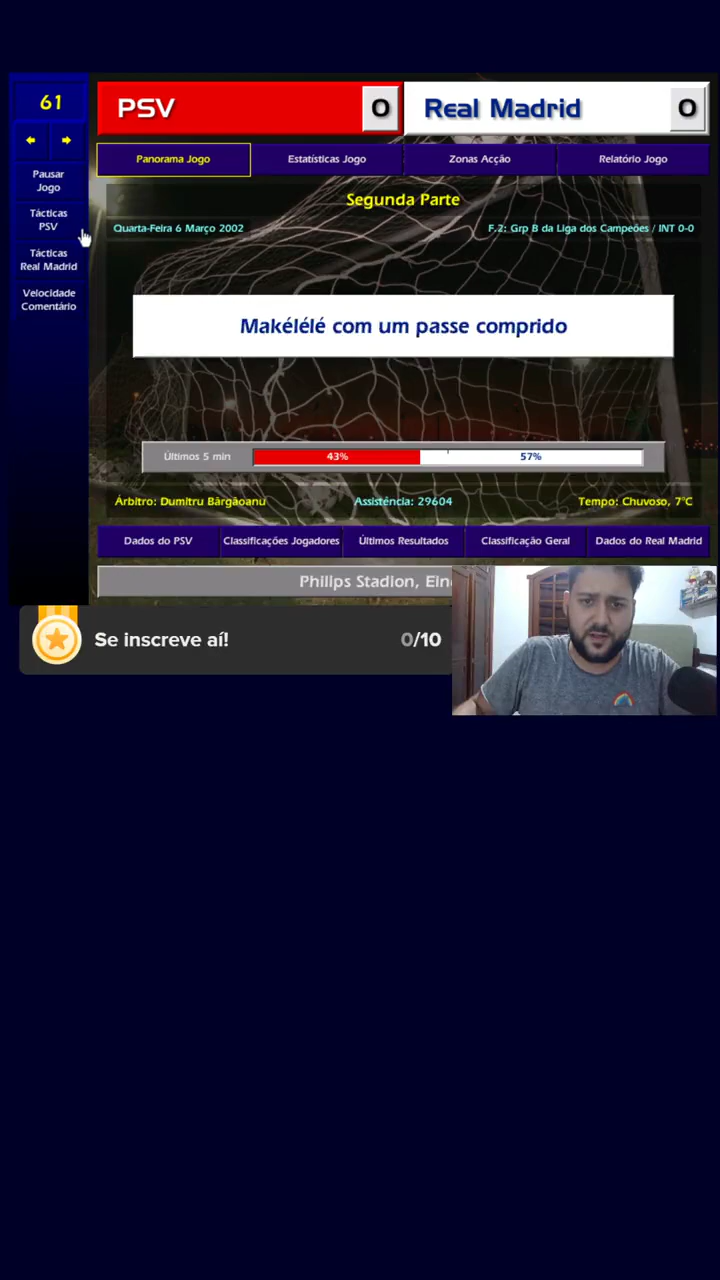 61
PSV 0 Real Madrid 0
Panorama Jogo Estatísticas Jogo Zonas Acção Relatório Jogo
Pausar
Jogo
Tácticas
PSV
Tácticas
Real Madrid
Velocidade
Comentário
Segunda Parte
Quarta-Feira 6 Março 2002 F.2: Grp B da Liga dos Campeões / INT 0-0
Makélélé com um passe comprido
Últimos 5 min 43% 57%
Árbitro: Dumitru Bârgãoanu Assistência: 29604 Tempo: Chuvoso, 7°C
Dados do PSV Classificações Jogadores Últimos Resultados Classificação Geral Dados do Real Madrid
Philips Stadion, Ein
Se inscreve aí! 0/10